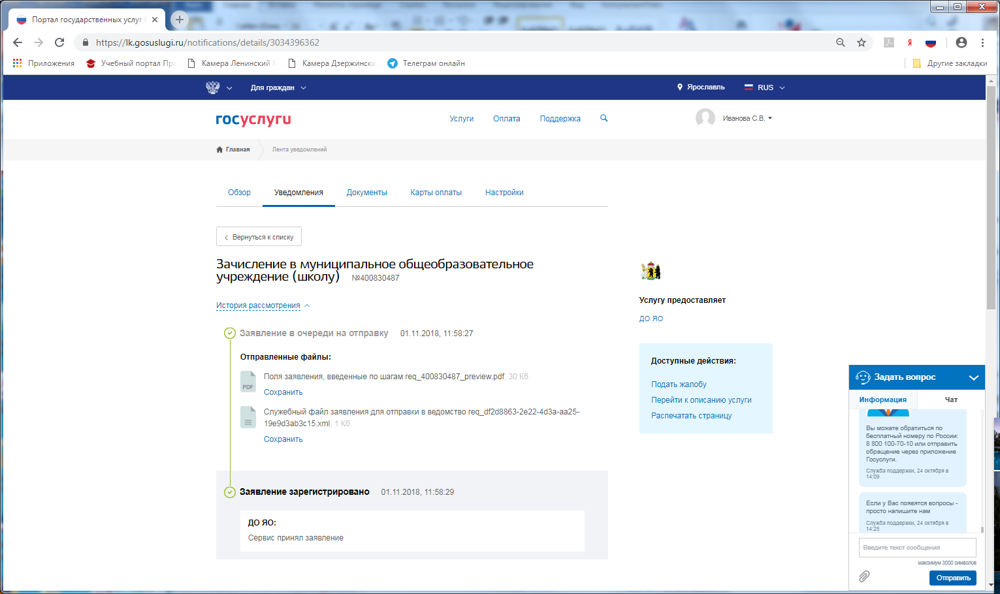 Портал государственных услуг
https://lk.gosuslugi.ru/notifications/details/3034396362
Приложения
Учебный портал Пра
Камера Ленинский
Камера Дзержински
Телеграм онлайн
Другие закладки
Для граждан
Ярославль
RUS
госуслуги
Услуги
Оплата
Поддержка
Иванова С.В.
Главная
Лента уведомлений
Обзор
Уведомления
Документы
Карты оплаты
Настройки
Вернуться к списку
Зачисление в муниципальное общеобразовательное
учреждение (школу) №400830487
История рассмотрения
Заявление в очереди на отправку 01.11.2018, 11:58:27
Отправленные файлы:
PDF
Поля заявления, введенные по шагам req_400830487_preview.pdf, 30 Кб
Сохранить
Служебный файл заявления для отправки в ведомство req_df2d8863-2e22-4d3a-aa25-
19e9d3ab3c15.xml, 1 Кб
Сохранить
Заявление зарегистрировано 01.11.2018, 11:58:29
ДО ЯО:
Сервис принял заявление
Услугу предоставляет
ДО ЯО
Доступные действия:
Подать жалобу
Перейти к описанию услуги
Распечатать страницу
Задать вопрос
Информация
Чат
Вы можете обратиться по
бесплатный номеру по России:
8 800 100-70-10 или отправить
обращение через приложение
Госуслуги.
Служба поддержки, 24 октября в
14:09
Если у Вас появятся вопросы -
просто напишите нам
Служба поддержки, 24 октября в
14:25
Введите текст сообщения
максимум 3000 символов
Отправить